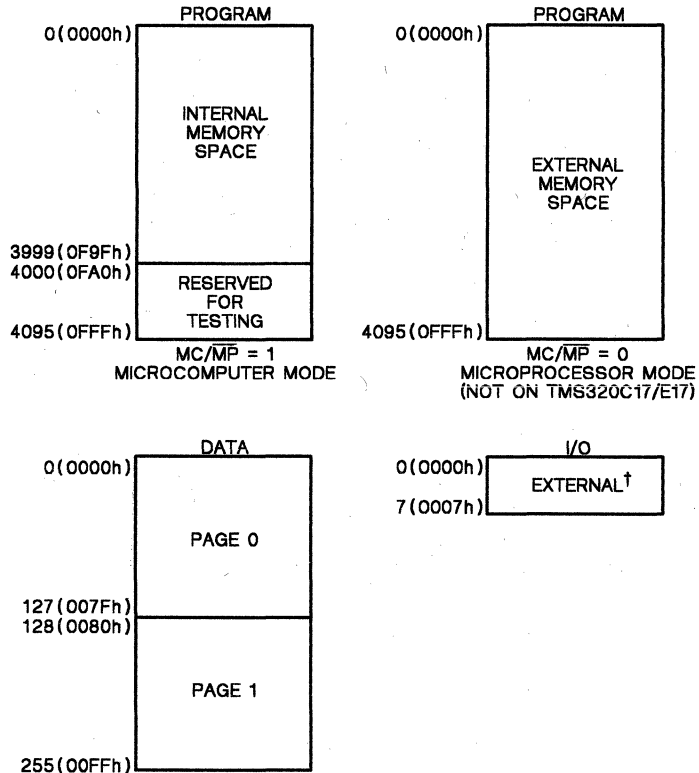 PROGRAM
0(0000h)
INTERNAL
MEMORY
SPACE
3999(0F9Fh)
4000(0FA0h)
RESERVED
FOR
TESTING
4095(0FFFh)
MC/M̅P̅ = 1
MICROCOMPUTER MODE
PROGRAM
0(0000h)
EXTERNAL
MEMORY
SPACE
4095(0FFFh)
MC/M̅P̅ = 0
MICROPROCESSOR MODE
(NOT ON TMS320C17/E17)
DATA
0(0000h)
PAGE 0
127(007Fh)
128(0080h)
PAGE 1
255(00FFh)
I/O
0(0000h)
EXTERNAL†
7(0007h)